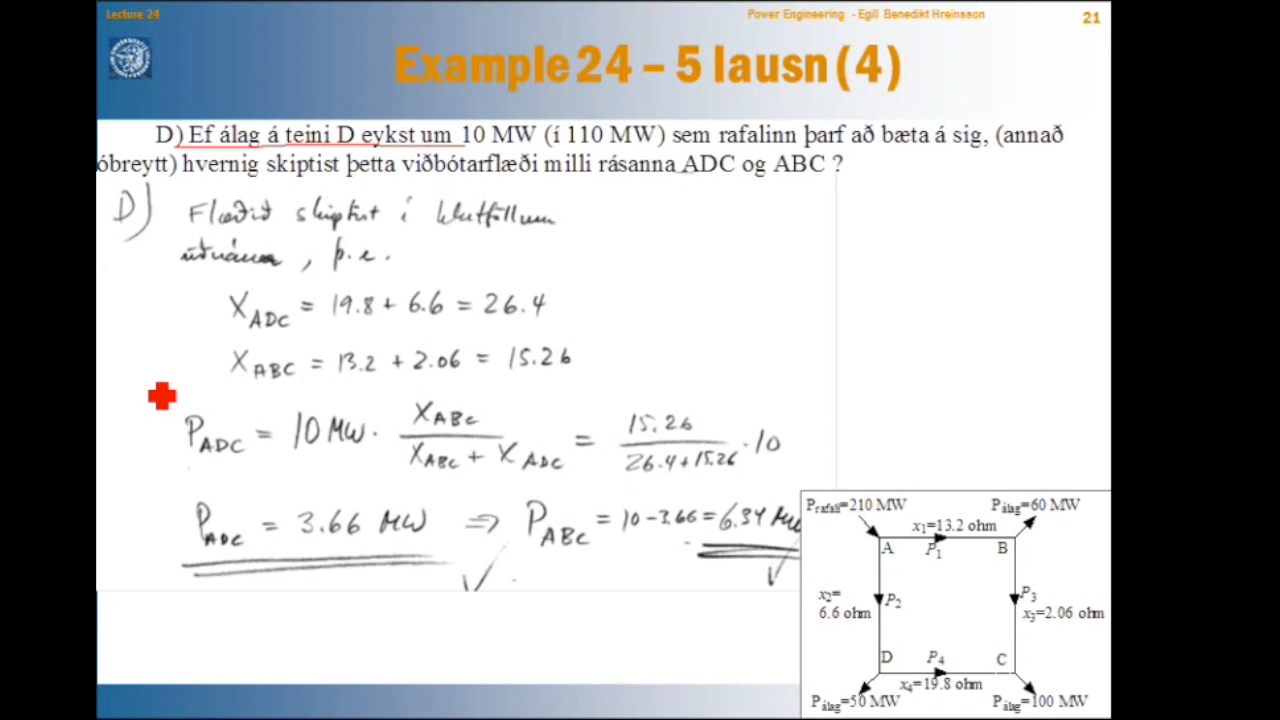 Lecture 24
Power Engineering - Egill Benedikt Hreinsson
21
Example 24 – 5 lausn (4)
D) Ef álag á teini D eykst um 10 MW (í 110 MW) sem rafalinn þarf að bæta á sig, (annað
óbreytt) hvernig skiptist þetta viðbótarflæði milli rásanna ADC og ABC ?
D) Flæðið skiptist í hlutföllum
, þ.e.
X_ADC = 19.8 + 6.6 = 26.4
X_ABC = 13.2 + 2.06 = 15.26
P_ADC = 10 MW · X_ABC / (X_ABC + X_ADC) = 15.26 / (26.4+15.26) · 10
P_ADC = 3.66 MW ⇒ P_ABC = 10 - 3.66 = 6.34 MW
P_rafall=210 MW
P_álag=60 MW
x1=13.2 ohm
A
P1
B
x2=
6.6 ohm
P2
P3
x3=2.06 ohm
D
P4
C
x4=19.8 ohm
P_álag=50 MW
P_álag=100 MW